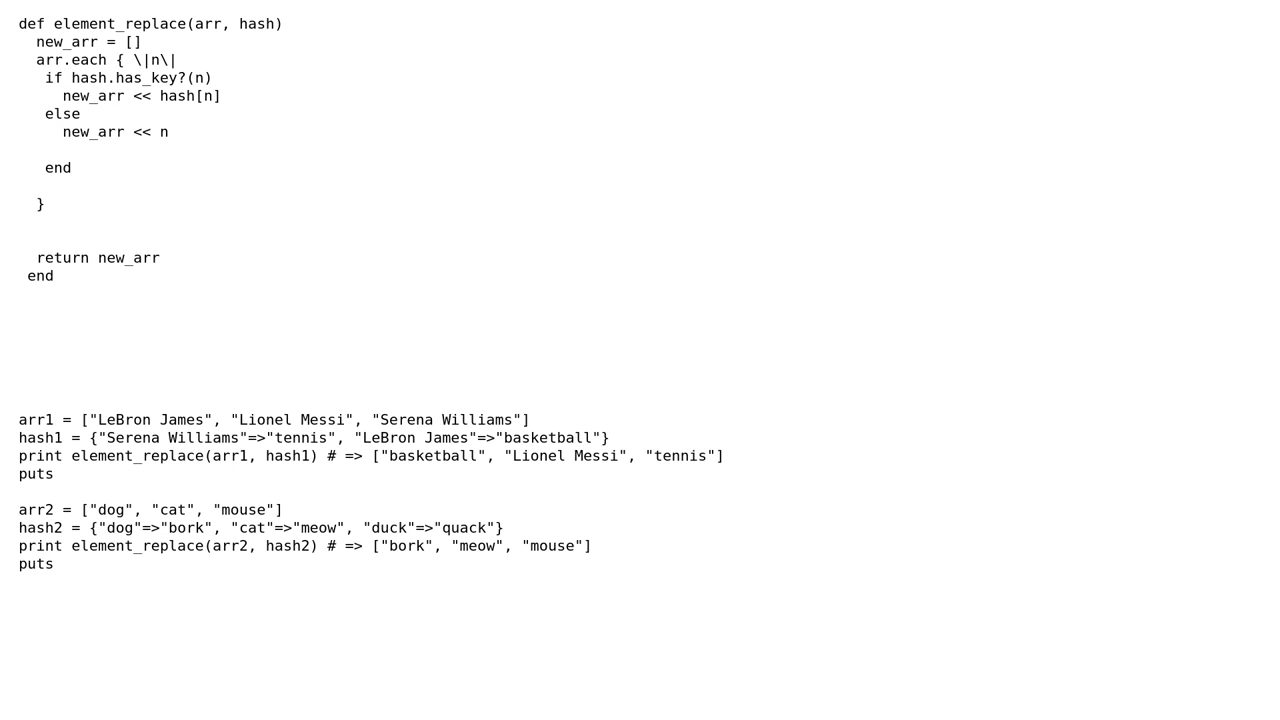 def element_replace(arr, hash)
  new_arr = []
  arr.each { \|n\|
   if hash.has_key?(n)
     new_arr << hash[n]
   else
     new_arr << n
   end
  }
  return new_arr
 end
arr1 = ["LeBron James", "Lionel Messi", "Serena Williams"]
hash1 = {"Serena Williams"=>"tennis", "LeBron James"=>"basketball"}
print element_replace(arr1, hash1) # => ["basketball", "Lionel Messi", "tennis"]
puts
arr2 = ["dog", "cat", "mouse"]
hash2 = {"dog"=>"bork", "cat"=>"meow", "duck"=>"quack"}
print element_replace(arr2, hash2) # => ["bork", "meow", "mouse"]
puts